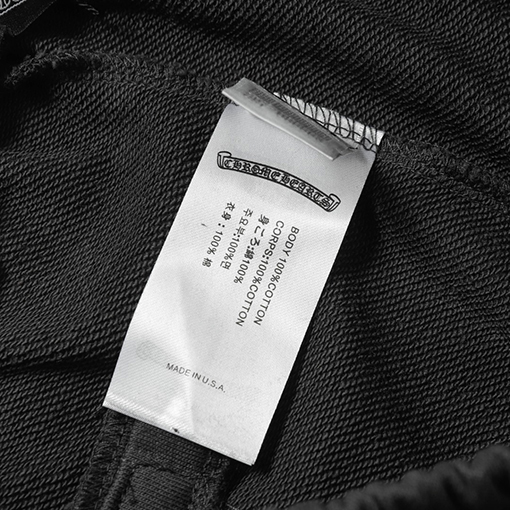 CHROME HEARTS
BODY 100%COTTON
CORPS:100%COTTON
身ごろ:綿100%
주요부:100%면
衣身:100% 棉
MADE IN U.S.A.